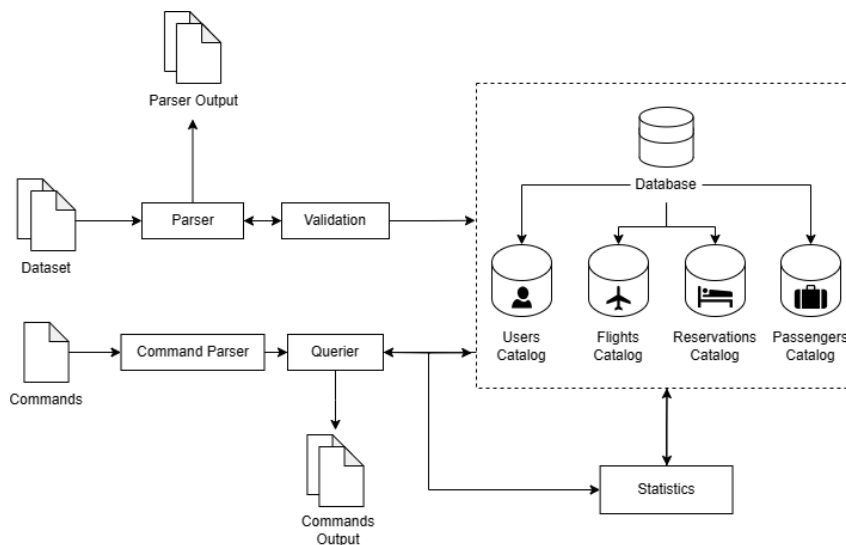 Parser Output
Database
Parser
Validation
Dataset
Users
Catalog
Flights
Catalog
Reservations
Catalog
Passengers
Catalog
Command Parser
Querier
Commands
Statistics
Commands
Output